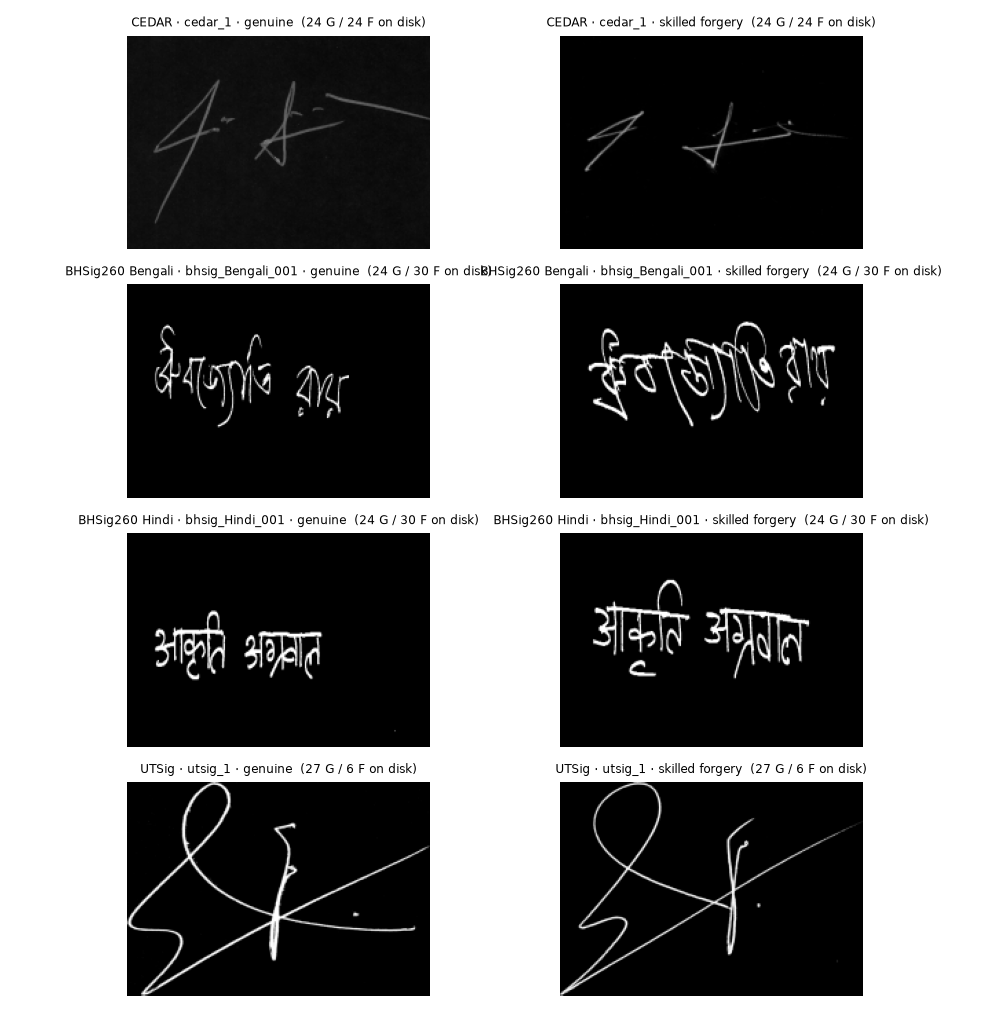 CEDAR · cedar_1 · genuine (24 G / 24 F on disk)
CEDAR · cedar_1 · skilled forgery (24 G / 24 F on disk)
BHSig260 Bengali · bhsig_Bengali_001 · genuine (24 G / 30 F on disk)
BHSig260 Bengali · bhsig_Bengali_001 · skilled forgery (24 G / 30 F on disk)
ধ্রুবজ্যোতি রায়
ধ্রুবজ্যোতি রায়
BHSig260 Hindi · bhsig_Hindi_001 · genuine (24 G / 30 F on disk)
BHSig260 Hindi · bhsig_Hindi_001 · skilled forgery (24 G / 30 F on disk)
आकृति अग्रवाल
आकृति अग्रवाल
UTSig · utsig_1 · genuine (27 G / 6 F on disk)
UTSig · utsig_1 · skilled forgery (27 G / 6 F on disk)